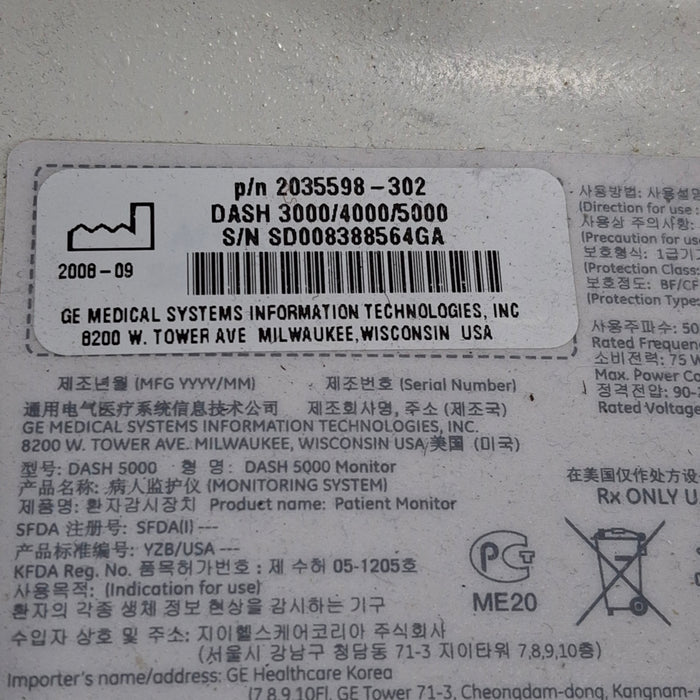 p/n 2035598-302
DASH 3000/4000/5000
S/N SD008388564GA
2008-09
GE MEDICAL SYSTEMS INFORMATION TECHNOLOGIES, INC
8200 W. TOWER AVE MILWAUKEE, WISCONSIN USA
제조년월 (MFG YYYY/MM) 제조번호 (Serial Number)
通用电气医疗系统信息技术公司 제조회사명, 주소 (제조국)
GE MEDICAL SYSTEMS INFORMATION TECHNOLOGIES, INC.
8200 W. TOWER AVE. MILWAUKEE, WISCONSIN USA 美国 (미국)
型号: DASH 5000 형 명: DASH 5000 Monitor
产品名称: 病人监护仪 (MONITORING SYSTEM)
제품명: 환자감시장치 Product name: Patient Monitor
SFDA 注册号: SFDA(I) ---
产品标准编号: YZB/USA ---
KFDA Reg. No. 품목허가번호 : 제 수허 05-1205호
사용목적: (Indication for use)
환자의 각종 생체 정보 현상을 감시하는 기구
수입자 상호 및 주소: 지이헬스케어코리아 주식회사
(서울시 강남구 청담동 71-3 지이타워 7,8,9,10층)
Importer's name/address: GE Healthcare Korea
(7,8,9,10Fl. GE Tower 71-3, Cheongdam-dong, Kangnam-
사용방법: 사용설명
(Direction for use :
사용상 주의사항:
(Precaution for use
보호형식: 1급기기
(Protection Class
보호정도: BF/CF
(Protection Type:
사용주파수: 50
Rated Frequen
소비전력: 75 W
Max. Power Co
정격전압: 90-
Rated Voltage
在美国仅作处方设
Rx ONLY U
PCT
ME20